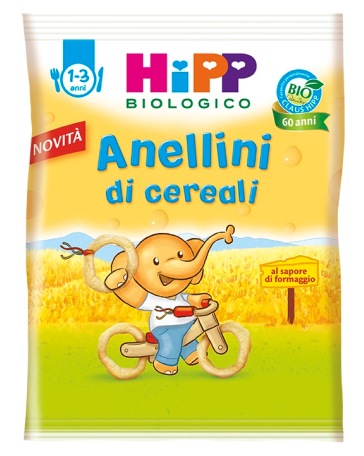 1-3
anni
HiPP
BIOLOGICO
BIO
CLAUS HIPP
60 anni
NOVITÀ
Anellini
di cereali
al sapore
di formaggio